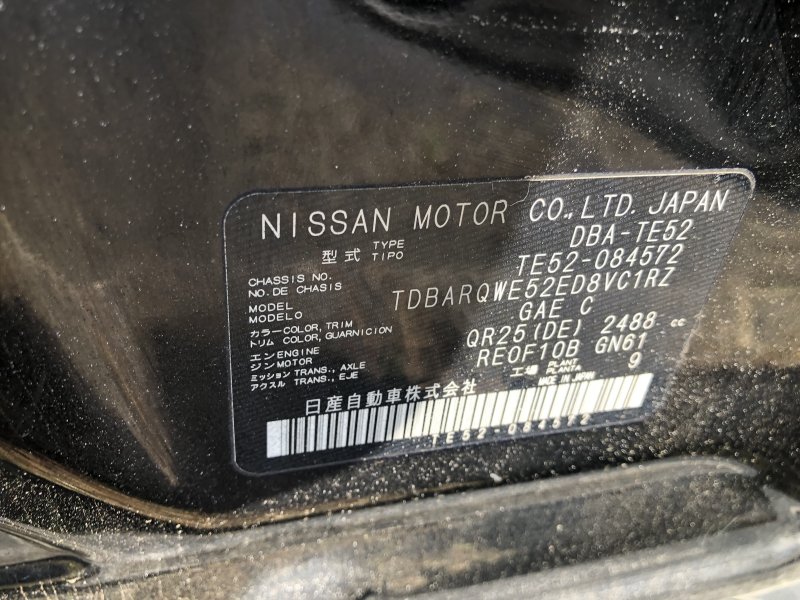 NISSAN MOTOR CO., LTD. JAPAN
型式 TYPE TIPO DBA-TE52
CHASSIS NO. NO. DE CHASIS TE52-084572
MODEL MODELO TDBARQWE52ED8VC1RZ
カラー トリム COLOR, TRIM COLOR, GUARNICION GAE C
エンジン ENGINE MOTOR QR25(DE) 2488 cc
ミッション アクスル TRANS., AXLE TRANS., EJE RE0F10B GN61
工場 PLANT PLANTA 9
日産自動車株式会社 MADE IN JAPAN
TE52-084572